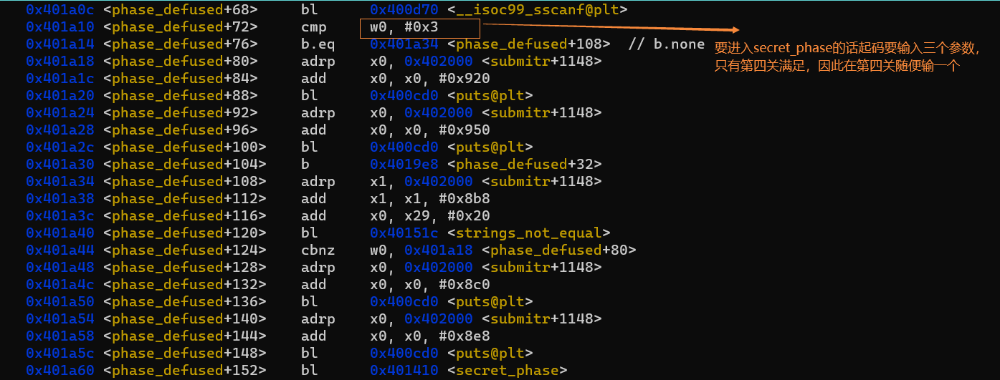 0x401a0c <phase_defused+68> bl 0x400d70 <__isoc99_sscanf@plt>
0x401a10 <phase_defused+72> cmp w0, #0x3
0x401a14 <phase_defused+76> b.eq 0x401a34 <phase_defused+108> // b.none
要进入secret_phase的话起码要输入三个参数，
只有第四关满足，因此在第四关随便输一个
0x401a18 <phase_defused+80> adrp x0, 0x402000 <submitr+1148>
0x401a1c <phase_defused+84> add x0, x0, #0x920
0x401a20 <phase_defused+88> bl 0x400cd0 <puts@plt>
0x401a24 <phase_defused+92> adrp x0, 0x402000 <submitr+1148>
0x401a28 <phase_defused+96> add x0, x0, #0x950
0x401a2c <phase_defused+100> bl 0x400cd0 <puts@plt>
0x401a30 <phase_defused+104> b 0x4019e8 <phase_defused+32>
0x401a34 <phase_defused+108> adrp x1, 0x402000 <submitr+1148>
0x401a38 <phase_defused+112> add x1, x1, #0x8b8
0x401a3c <phase_defused+116> add x0, x29, #0x20
0x401a40 <phase_defused+120> bl 0x40151c <strings_not_equal>
0x401a44 <phase_defused+124> cbnz w0, 0x401a18 <phase_defused+80>
0x401a48 <phase_defused+128> adrp x0, 0x402000 <submitr+1148>
0x401a4c <phase_defused+132> add x0, x0, #0x8c0
0x401a50 <phase_defused+136> bl 0x400cd0 <puts@plt>
0x401a54 <phase_defused+140> adrp x0, 0x402000 <submitr+1148>
0x401a58 <phase_defused+144> add x0, x0, #0x8e8
0x401a5c <phase_defused+148> bl 0x400cd0 <puts@plt>
0x401a60 <phase_defused+152> bl 0x401410 <secret_phase>